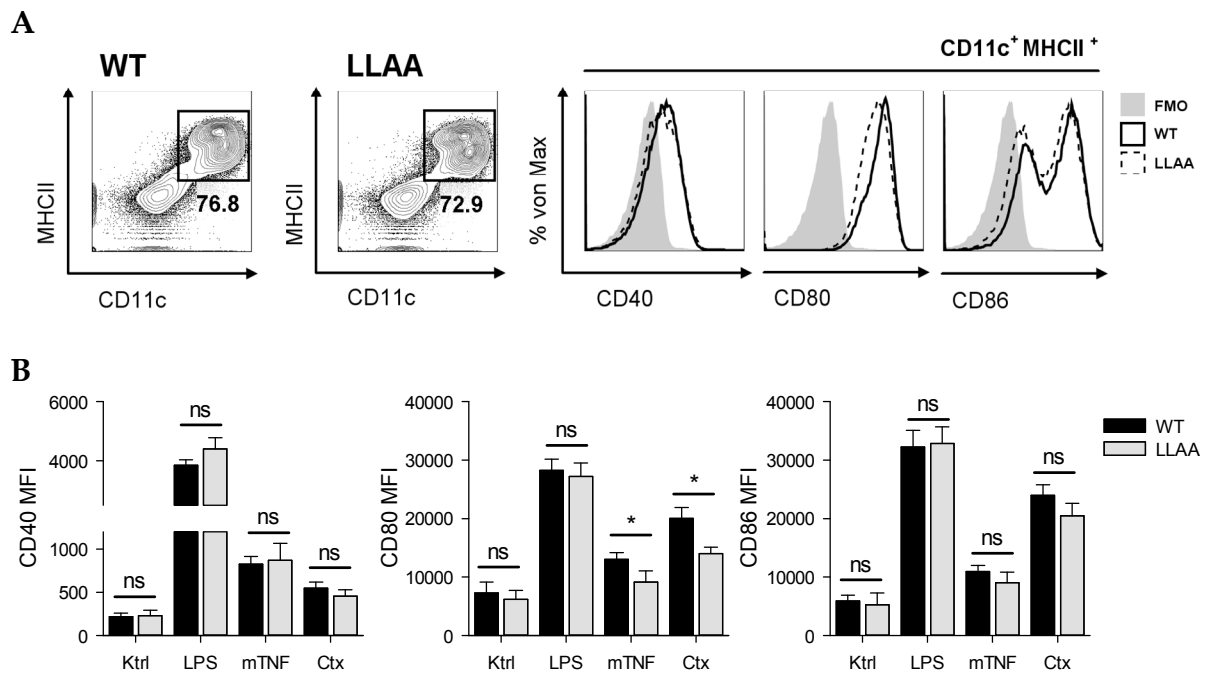 A
WT
LLAA
CD11c+ MHCII+
MHCII
76.8
CD11c
MHCII
72.9
CD11c
% von Max
CD40
CD80
CD86
FMO
WT
LLAA
B
CD40 MFI
6000
4000
1000
500
0
ns
ns
ns
ns
Ktrl LPS mTNF Ctx
CD80 MFI
40000
30000
20000
10000
0
ns
ns
*
*
Ktrl LPS mTNF Ctx
CD86 MFI
40000
30000
20000
10000
0
ns
ns
ns
ns
Ktrl LPS mTNF Ctx
WT
LLAA